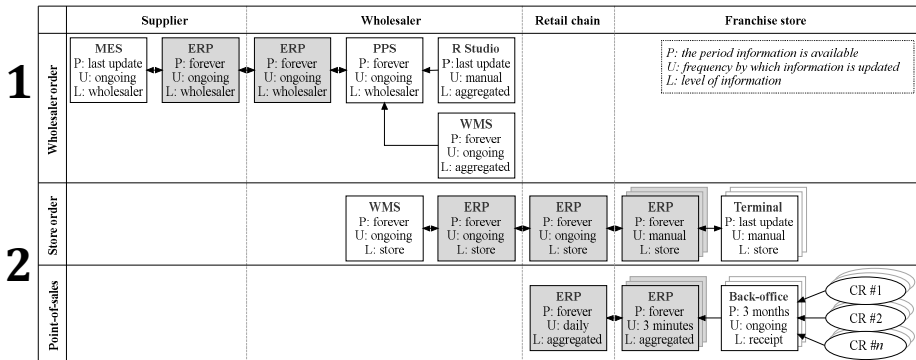 Supplier
Wholesaler
Retail chain
Franchise store
1
Wholesaler order
MES
P: last update
U: ongoing
L: wholesaler
ERP
P: forever
U: ongoing
L: wholesaler
ERP
P: forever
U: ongoing
L: wholesaler
PPS
P: forever
U: ongoing
L: wholesaler
R Studio
P: last update
U: manual
L: aggregated
P: the period information is available
U: frequency by which information is updated
L: level of information
WMS
P: forever
U: ongoing
L: aggregated
2
Store order
WMS
P: forever
U: ongoing
L: store
ERP
P: forever
U: ongoing
L: store
ERP
P: forever
U: ongoing
L: store
ERP
P: forever
U: manual
L: store
Terminal
P: last update
U: manual
L: store
Point-of-sales
ERP
P: forever
U: daily
L: aggregated
ERP
P: forever
U: 3 minutes
L: aggregated
Back-office
P: 3 months
U: ongoing
L: receipt
CR #1
CR #2
CR #n